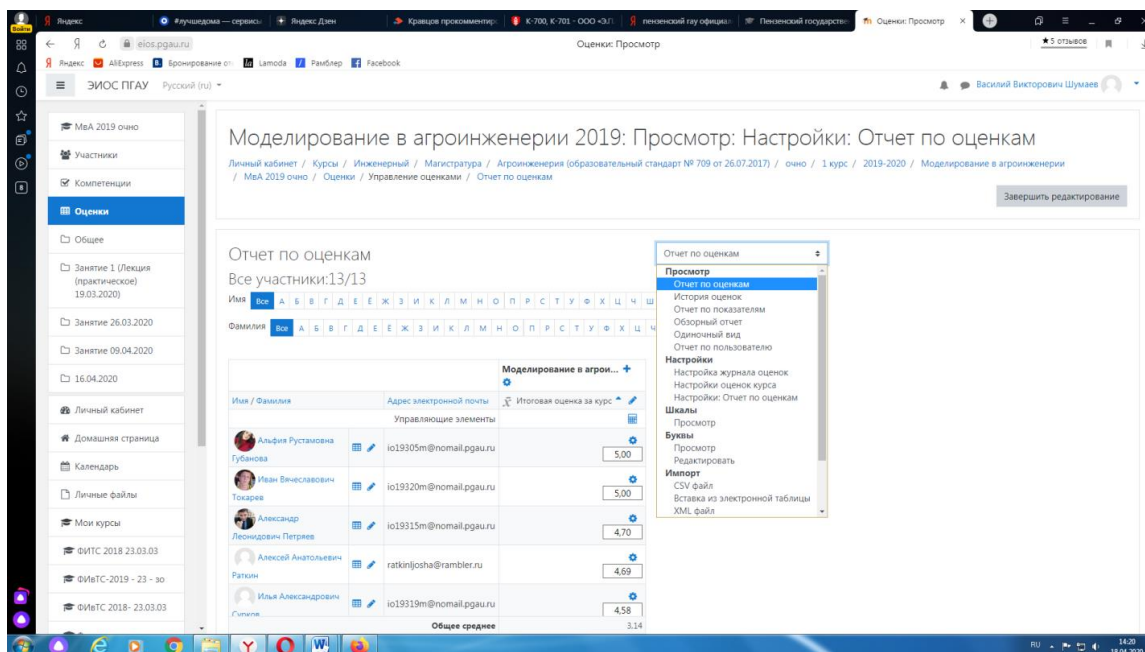 Войти
Яндекс
#лучшедома — сервисы
Яндекс Дзен
Кравцов прокомментир
К-700, К-701 - ООО «Э.П.
пензенский гау официал
Пензенский государстве
Оценки: Просмотр
eios.pgau.ru
Оценки: Просмотр
★ 5 отзывов
Яндекс
AliExpress
Бронирование от
Lamoda
Рамблер
Facebook
ЭИОС ПГАУ Русский (ru)
Василий Викторович Шумаев
МвА 2019 очно
Участники
Компетенции
Оценки
Общее
Занятие 1 (Лекция
(практическое)
19.03.2020)
Занятие 26.03.2020
Занятие 09.04.2020
16.04.2020
Личный кабинет
Домашняя страница
Календарь
Личные файлы
Мои курсы
ФИТС 2018 23.03.03
ФИвТС-2019 - 23 - зо
ФИвТС 2018- 23.03.03
Моделирование в агроинженерии 2019: Просмотр: Настройки: Отчет по оценкам
Личный кабинет / Курсы / Инженерный / Магистратура / Агроинженерия (образовательный стандарт № 709 от 26.07.2017) / очно / 1 курс / 2019-2020 / Моделирование в агроинженерии
/ МвА 2019 очно / Оценки / Управление оценками / Отчет по оценкам
Завершить редактирование
Отчет по оценкам
Все участники:13/13
Имя Все А Б В Г Д Е Ё Ж З И К Л М Н О П Р С Т У Ф Х Ц Ч Ш
Фамилия Все А Б В Г Д Е Ё Ж З И К Л М Н О П Р С Т У Ф Х Ц Ч
Моделирование в агрои...
Имя / Фамилия Адрес электронной почты Итоговая оценка за курс
Управляющие элементы
Альфия Рустамовна
Губанова
io19305m@nomail.pgau.ru
5,00
Иван Вячеславович
Токарев
io19320m@nomail.pgau.ru
5,00
Александр
Леонидович Петряев
io19315m@nomail.pgau.ru
4,70
Алексей Анатольевич
Раткин
ratkinljosha@rambler.ru
4,69
Илья Александрович
Сурков
io19319m@nomail.pgau.ru
4,58
Общее среднее 3,14
Отчет по оценкам
Просмотр
Отчет по оценкам
История оценок
Отчет по показателям
Обзорный отчет
Одиночный вид
Отчет по пользователю
Настройки
Настройка журнала оценок
Настройки оценок курса
Настройки: Отчет по оценкам
Шкалы
Просмотр
Буквы
Просмотр
Редактировать
Импорт
CSV файл
Вставка из электронной таблицы
XML файл
RU
14:20
18.04.2020